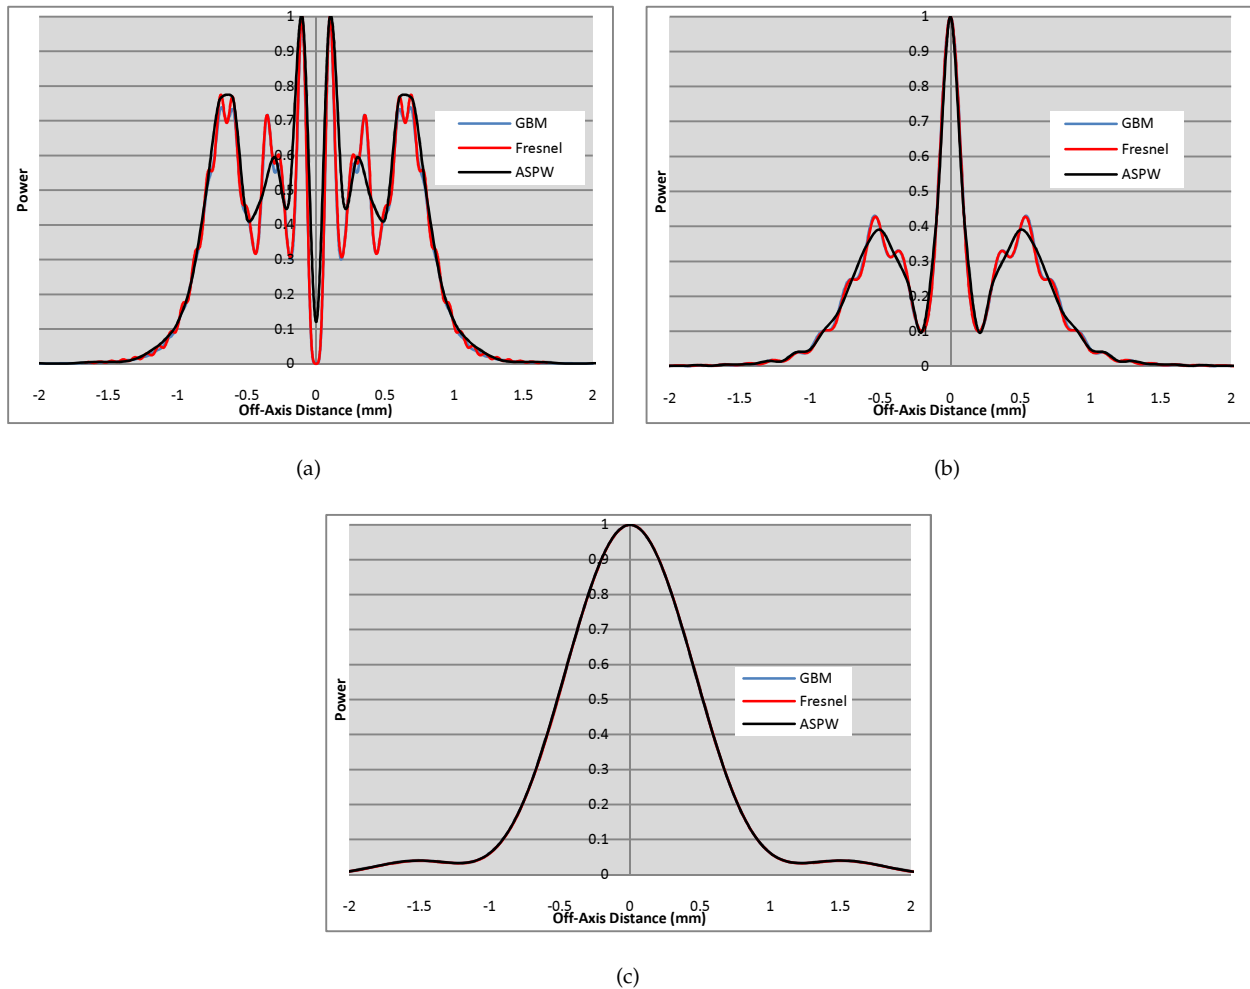 1
0.9
0.8
0.7
0.6
0.5
0.4
0.3
0.2
0.1
0
Power
GBM
Fresnel
ASPW
-2 -1.5 -1 -0.5 0 0.5 1 1.5 2
Off-Axis Distance (mm)
(a)
1
0.9
0.8
0.7
0.6
0.5
0.4
0.3
0.2
0.1
0
Power
GBM
Fresnel
ASPW
-2 -1.5 -1 -0.5 0 0.5 1 1.5 2
Off-Axis Distance (mm)
(b)
1
0.9
0.8
0.7
0.6
0.5
0.4
0.3
0.2
0.1
0
Power
GBM
Fresnel
ASPW
-2 -1.5 -1 -0.5 0 0.5 1 1.5 2
Off-Axis Distance (mm)
(c)